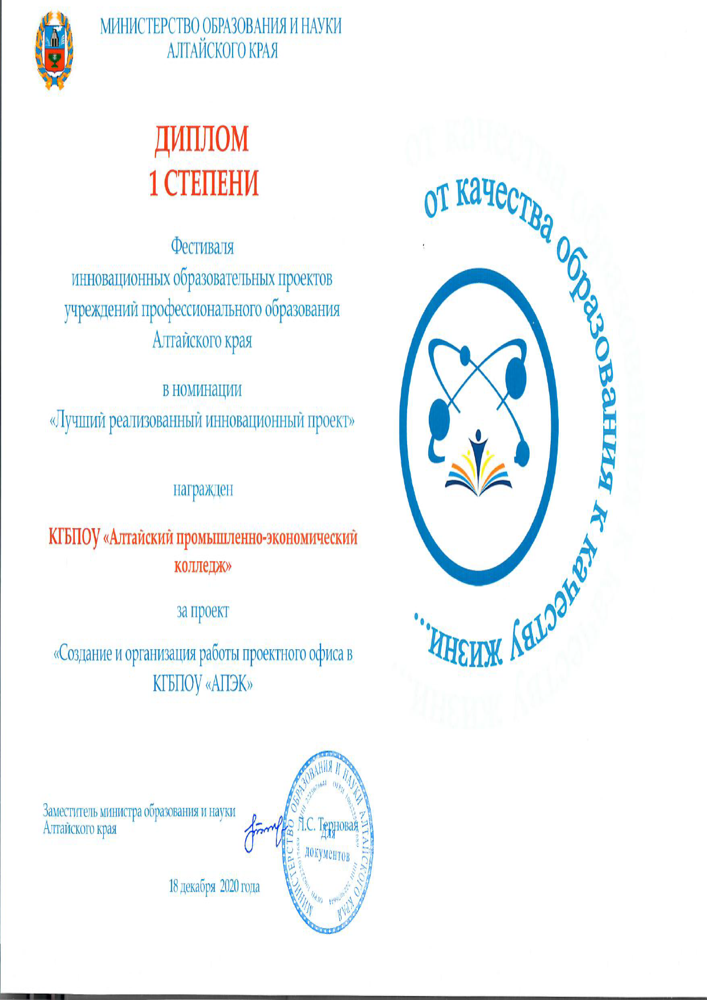 МИНИСТЕРСТВО ОБРАЗОВАНИЯ И НАУКИ
АЛТАЙСКОГО КРАЯ
ДИПЛОМ
1 СТЕПЕНИ
Фестиваля
инновационных образовательных проектов
учреждений профессионального образования
Алтайского края
в номинации
«Лучший реализованный инновационный проект»
награжден
КГБПОУ «Алтайский промышленно-экономический
колледж»
за проект
«Создание и организация работы проектного офиса в
КГБПОУ «АПЭК»
от качества образования к качеству жизни...
Заместитель министра образования и науки
Алтайского края
Л.С. Терновая
18 декабря 2020 года
МИНИСТЕРСТВО ОБРАЗОВАНИЯ И НАУКИ АЛТАЙСКОГО КРАЯ
Для
документов